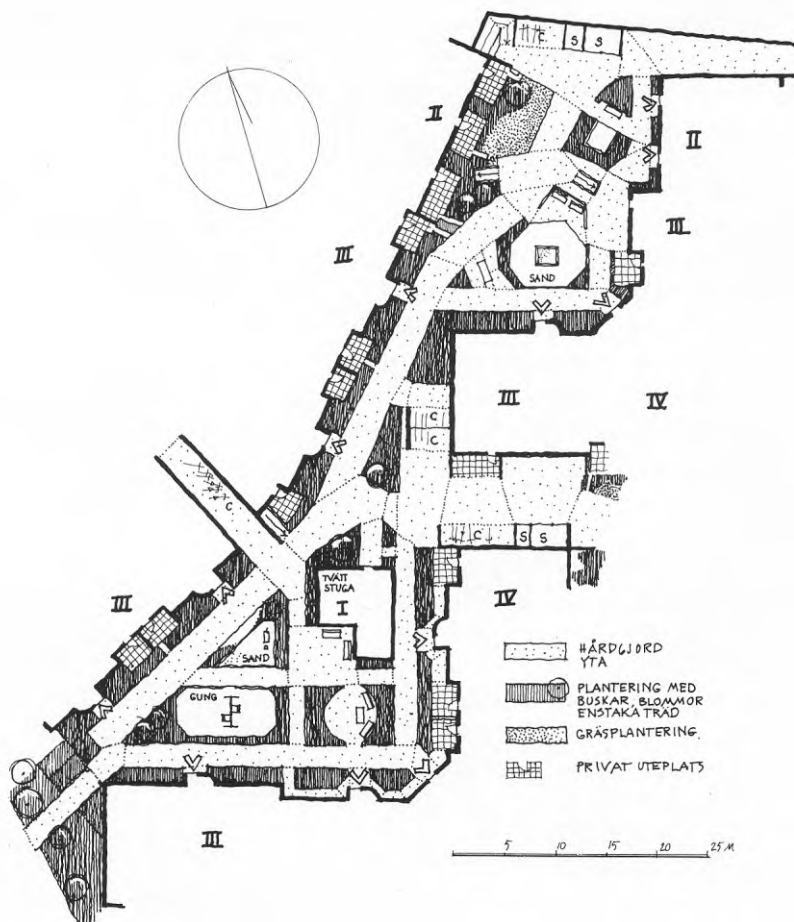 C. S S
II
II
III
III
SAND
III IV
C
C
C
C S S
TVÄTT
STUGA
I
III
IV
SAND
GUNG
III
HÅRDGJORD
YTA
PLANTERING MED
BUSKAR, BLOMMOR
ENSTAKA TRÄD
GRÄSPLANTERING.
PRIVAT UTEPLATS
5 10 15 20 25 M.